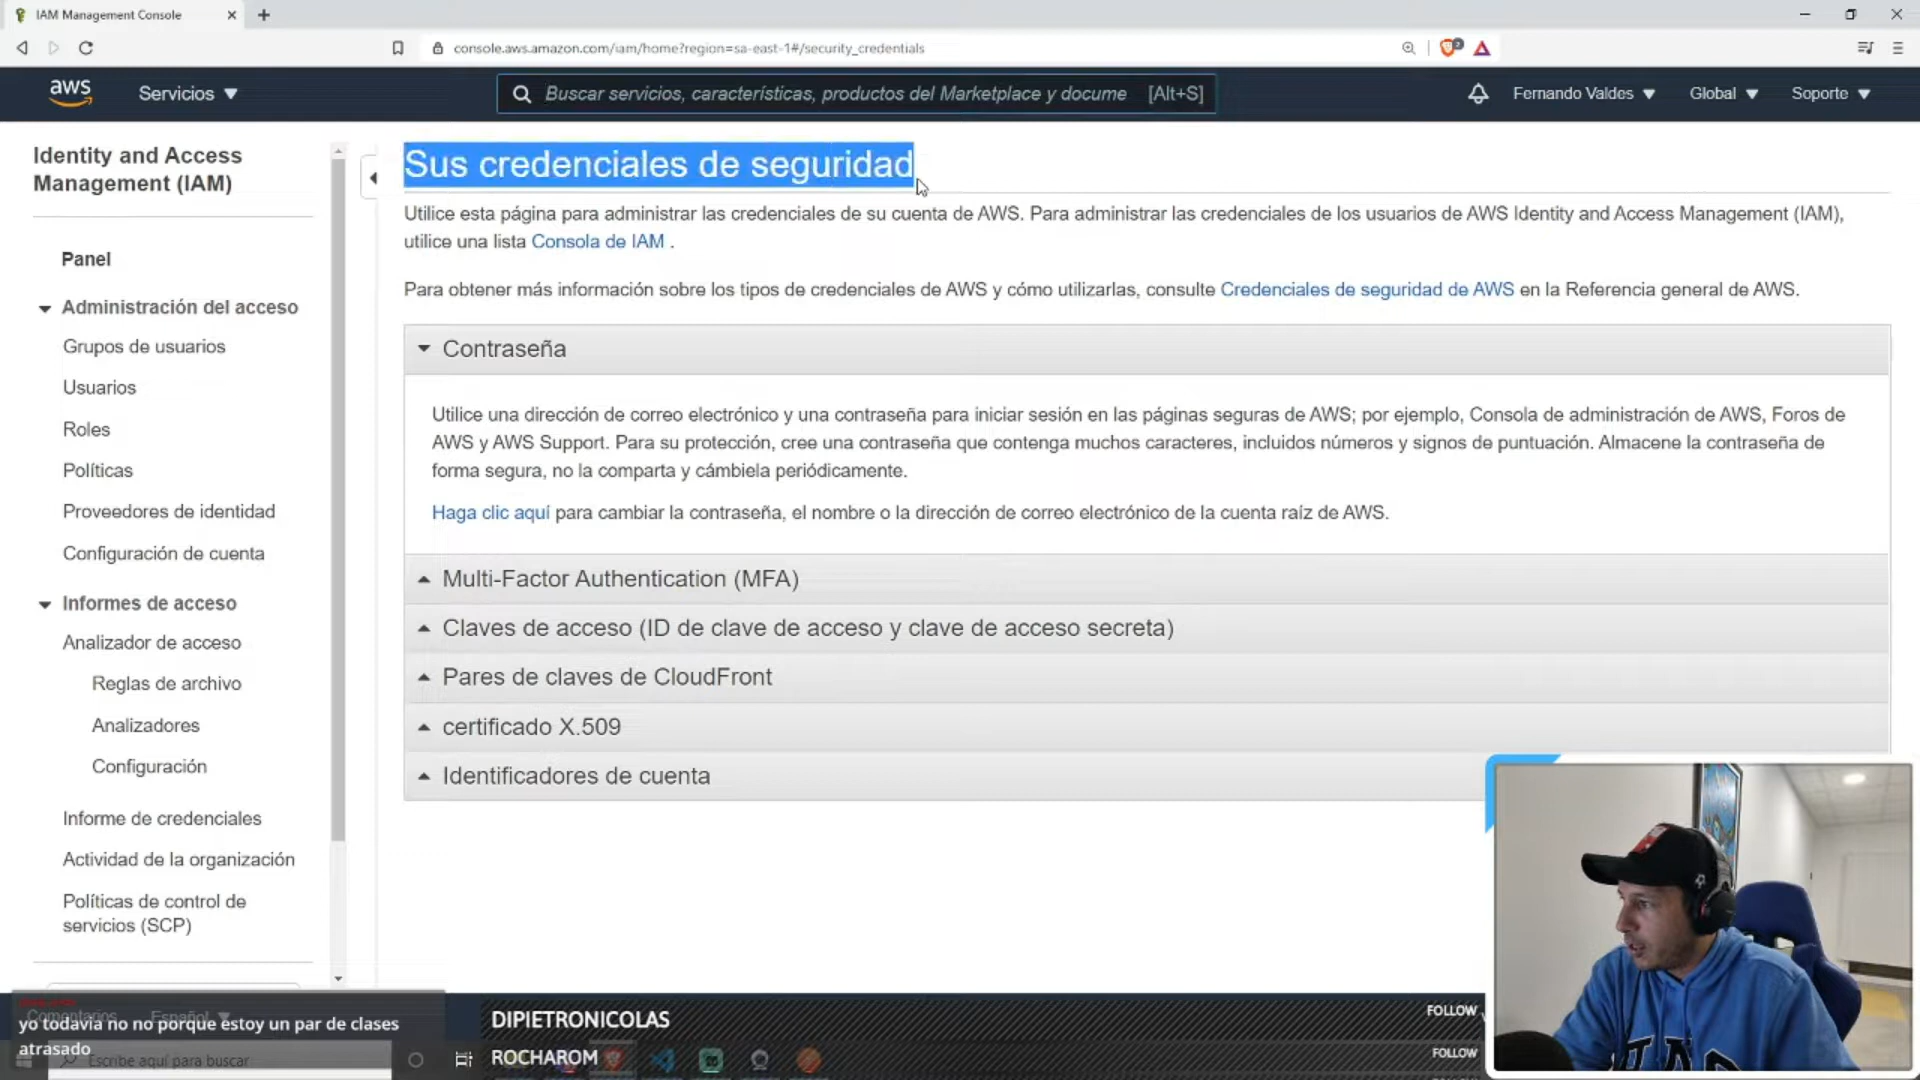 IAM Management Console
console.aws.amazon.com/iam/home?region=sa-east-1#/security_credentials
aws
Servicios
Buscar servicios, características, productos del Marketplace y docume
[Alt+S]
Fernando Valdes
Global
Soporte
Identity and Access
Management (IAM)
Panel
Administración del acceso
Grupos de usuarios
Usuarios
Roles
Políticas
Proveedores de identidad
Configuración de cuenta
Informes de acceso
Analizador de acceso
Reglas de archivo
Analizadores
Configuración
Informe de credenciales
Actividad de la organización
Políticas de control de
servicios (SCP)
Sus credenciales de seguridad
Utilice esta página para administrar las credenciales de su cuenta de AWS. Para administrar las credenciales de los usuarios de AWS Identity and Access Management (IAM),
utilice una lista Consola de IAM .
Para obtener más información sobre los tipos de credenciales de AWS y cómo utilizarlas, consulte Credenciales de seguridad de AWS en la Referencia general de AWS.
Contraseña
Utilice una dirección de correo electrónico y una contraseña para iniciar sesión en las páginas seguras de AWS; por ejemplo, Consola de administración de AWS, Foros de
AWS y AWS Support. Para su protección, cree una contraseña que contenga muchos caracteres, incluidos números y signos de puntuación. Almacene la contraseña de
forma segura, no la comparta y cámbiela periódicamente.
Haga clic aquí para cambiar la contraseña, el nombre o la dirección de correo electrónico de la cuenta raíz de AWS.
Multi-Factor Authentication (MFA)
Claves de acceso (ID de clave de acceso y clave de acceso secreta)
Pares de claves de CloudFront
certificado X.509
Identificadores de cuenta
Comentarios
Español
yo todavia no no porque estoy un par de clases
atrasado
Escribe aquí para buscar
DIPIETRONICOLAS
FOLLOW
ROCHAROM
FOLLOW